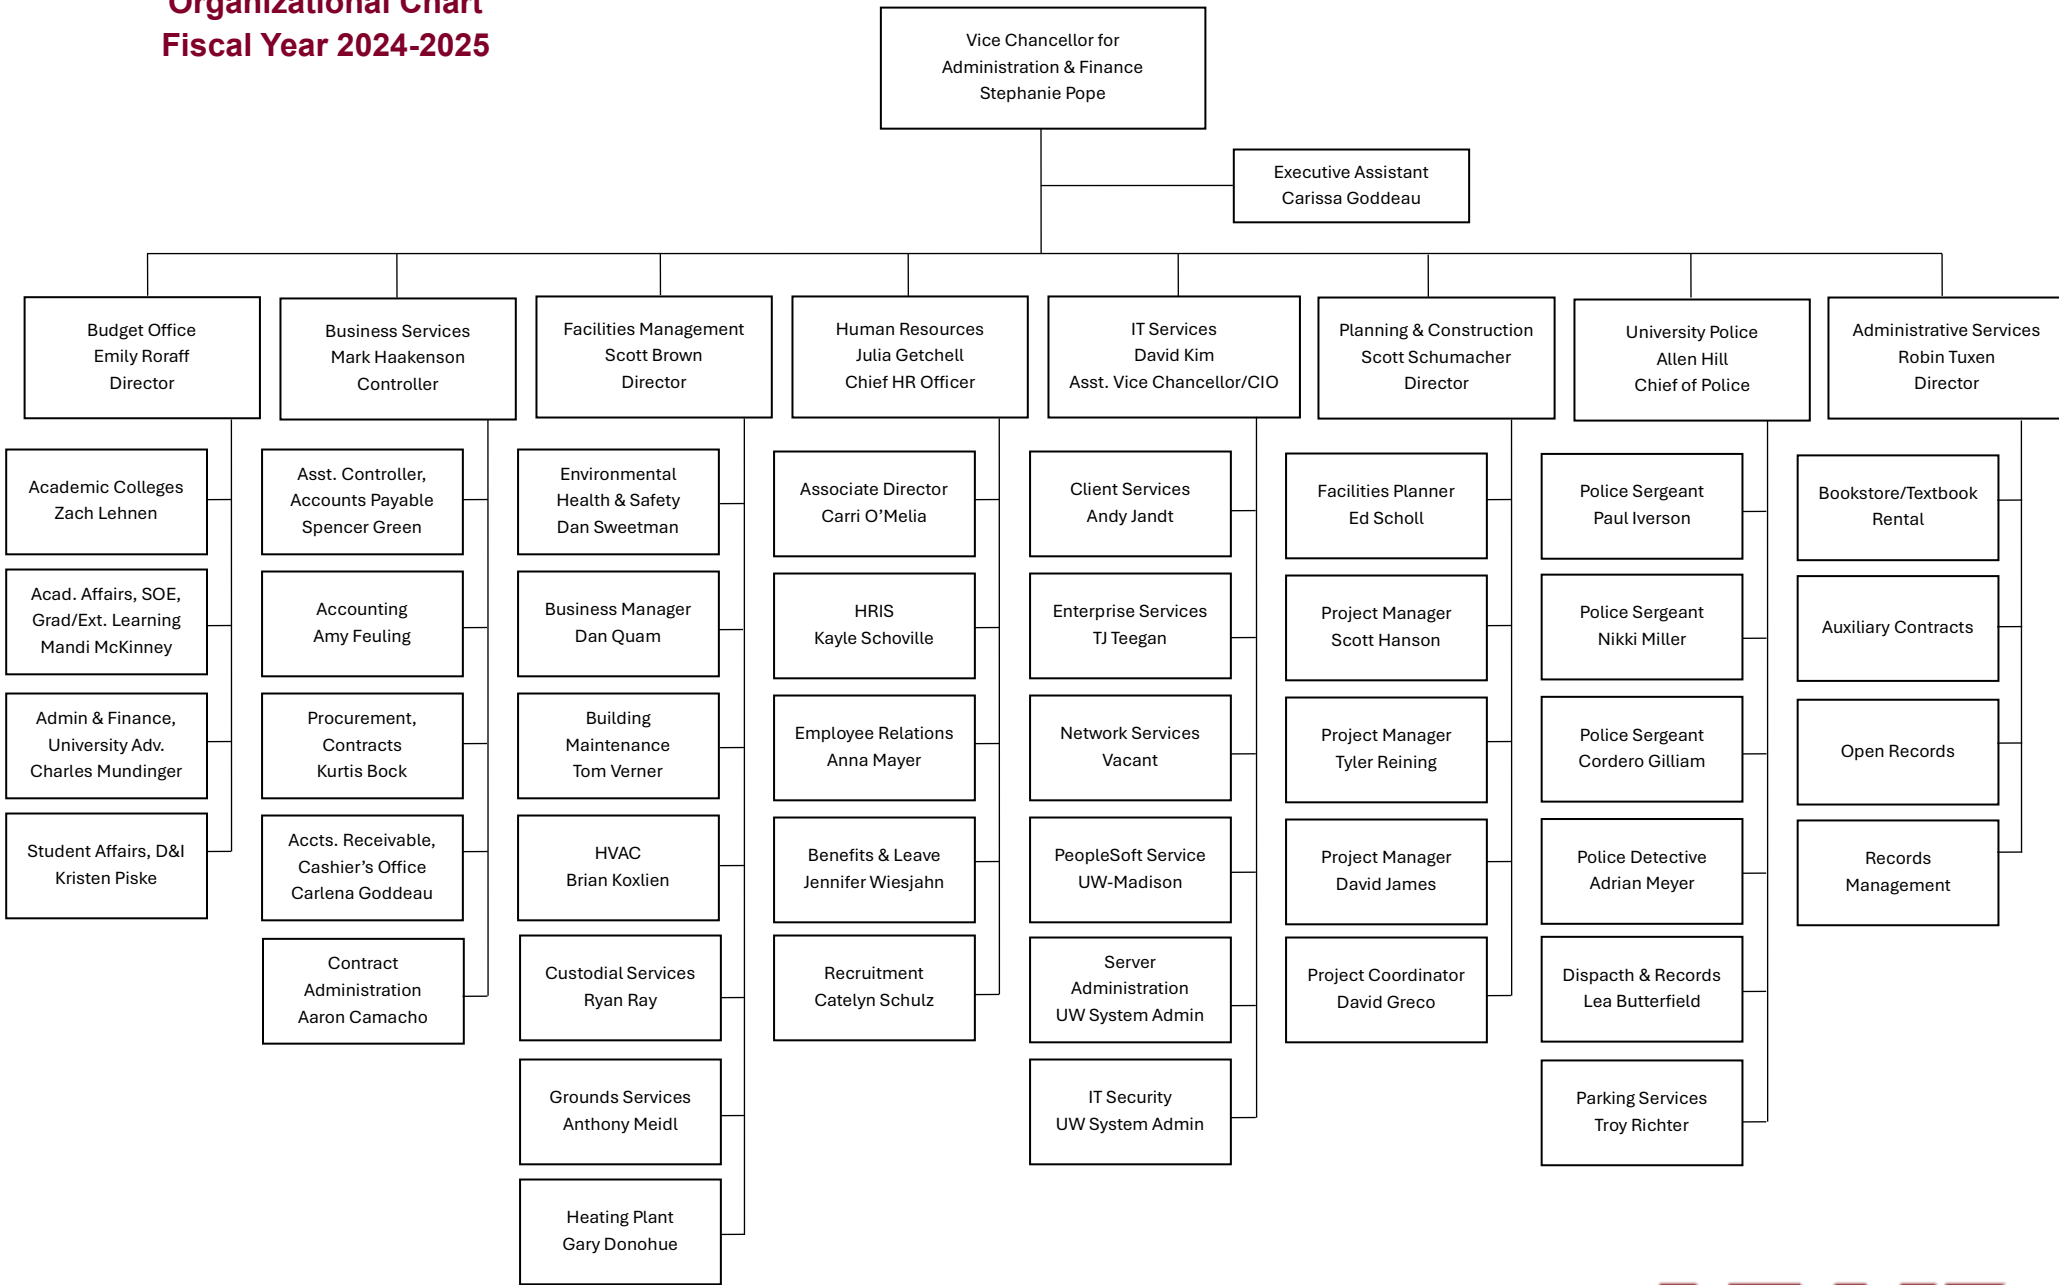 Organizational Chart
Fiscal Year 2024-2025
Vice Chancellor for
Administration & Finance
Stephanie Pope
Executive Assistant
Carissa Goddeau
Budget Office
Emily Roraff
Director
Academic Colleges
Zach Lehnen
Acad. Affairs, SOE,
Grad/Ext. Learning
Mandi McKinney
Admin & Finance,
University Adv.
Charles Mundinger
Student Affairs, D&I
Kristen Piske
Business Services
Mark Haakenson
Controller
Asst. Controller,
Accounts Payable
Spencer Green
Accounting
Amy Feuling
Procurement,
Contracts
Kurtis Bock
Accts. Receivable,
Cashier’s Office
Carlena Goddeau
Contract
Administration
Aaron Camacho
Facilities Management
Scott Brown
Director
Environmental
Health & Safety
Dan Sweetman
Business Manager
Dan Quam
Building
Maintenance
Tom Verner
HVAC
Brian Koxlien
Custodial Services
Ryan Ray
Grounds Services
Anthony Meidl
Heating Plant
Gary Donohue
Human Resources
Julia Getchell
Chief HR Officer
Associate Director
Carri O’Melia
HRIS
Kayle Schoville
Employee Relations
Anna Mayer
Benefits & Leave
Jennifer Wiesjahn
Recruitment
Catelyn Schulz
IT Services
David Kim
Asst. Vice Chancellor/CIO
Client Services
Andy Jandt
Enterprise Services
TJ Teegan
Network Services
Vacant
PeopleSoft Service
UW-Madison
Server
Administration
UW System Admin
IT Security
UW System Admin
Planning & Construction
Scott Schumacher
Director
Facilities Planner
Ed Scholl
Project Manager
Scott Hanson
Project Manager
Tyler Reining
Project Manager
David James
Project Coordinator
David Greco
University Police
Allen Hill
Chief of Police
Police Sergeant
Paul Iverson
Police Sergeant
Nikki Miller
Police Sergeant
Cordero Gilliam
Police Detective
Adrian Meyer
Dispacth & Records
Lea Butterfield
Parking Services
Troy Richter
Administrative Services
Robin Tuxen
Director
Bookstore/Textbook
Rental
Auxiliary Contracts
Open Records
Records
Management